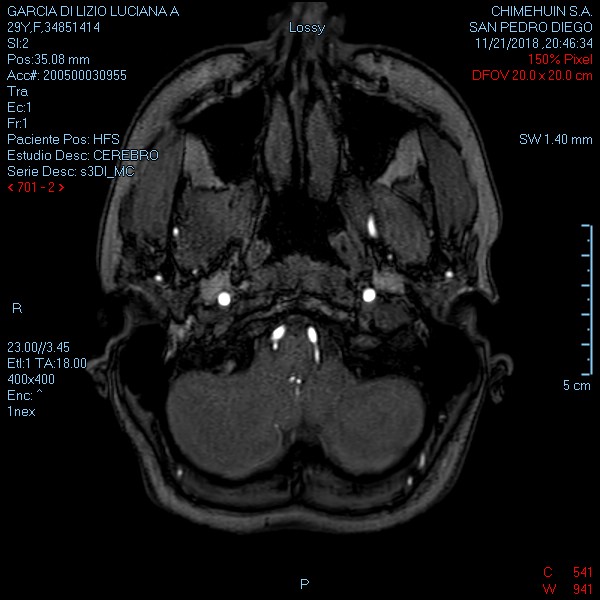 GARCIA DI LIZIO LUCIANA A
29Y,F,34851414
Sl:2
Pos:35.08 mm
Acc#: 200500030955
Tra
Ec:1
Fr:1
Paciente Pos: HFS
Estudio Desc: CEREBRO
Serie Desc: s3DI_MC
< 701 - 2 >
Lossy
CHIMEHUIN S.A.
SAN PEDRO DIEGO
11/21/2018 ,20:46:34
150% Pixel
DFOV 20.0 x 20.0 cm
SW 1.40 mm
R
23.00//3.45
Etl:1 TA:18.00
400x400
Enc: ^
1nex
5 cm
P
C 541
W 941